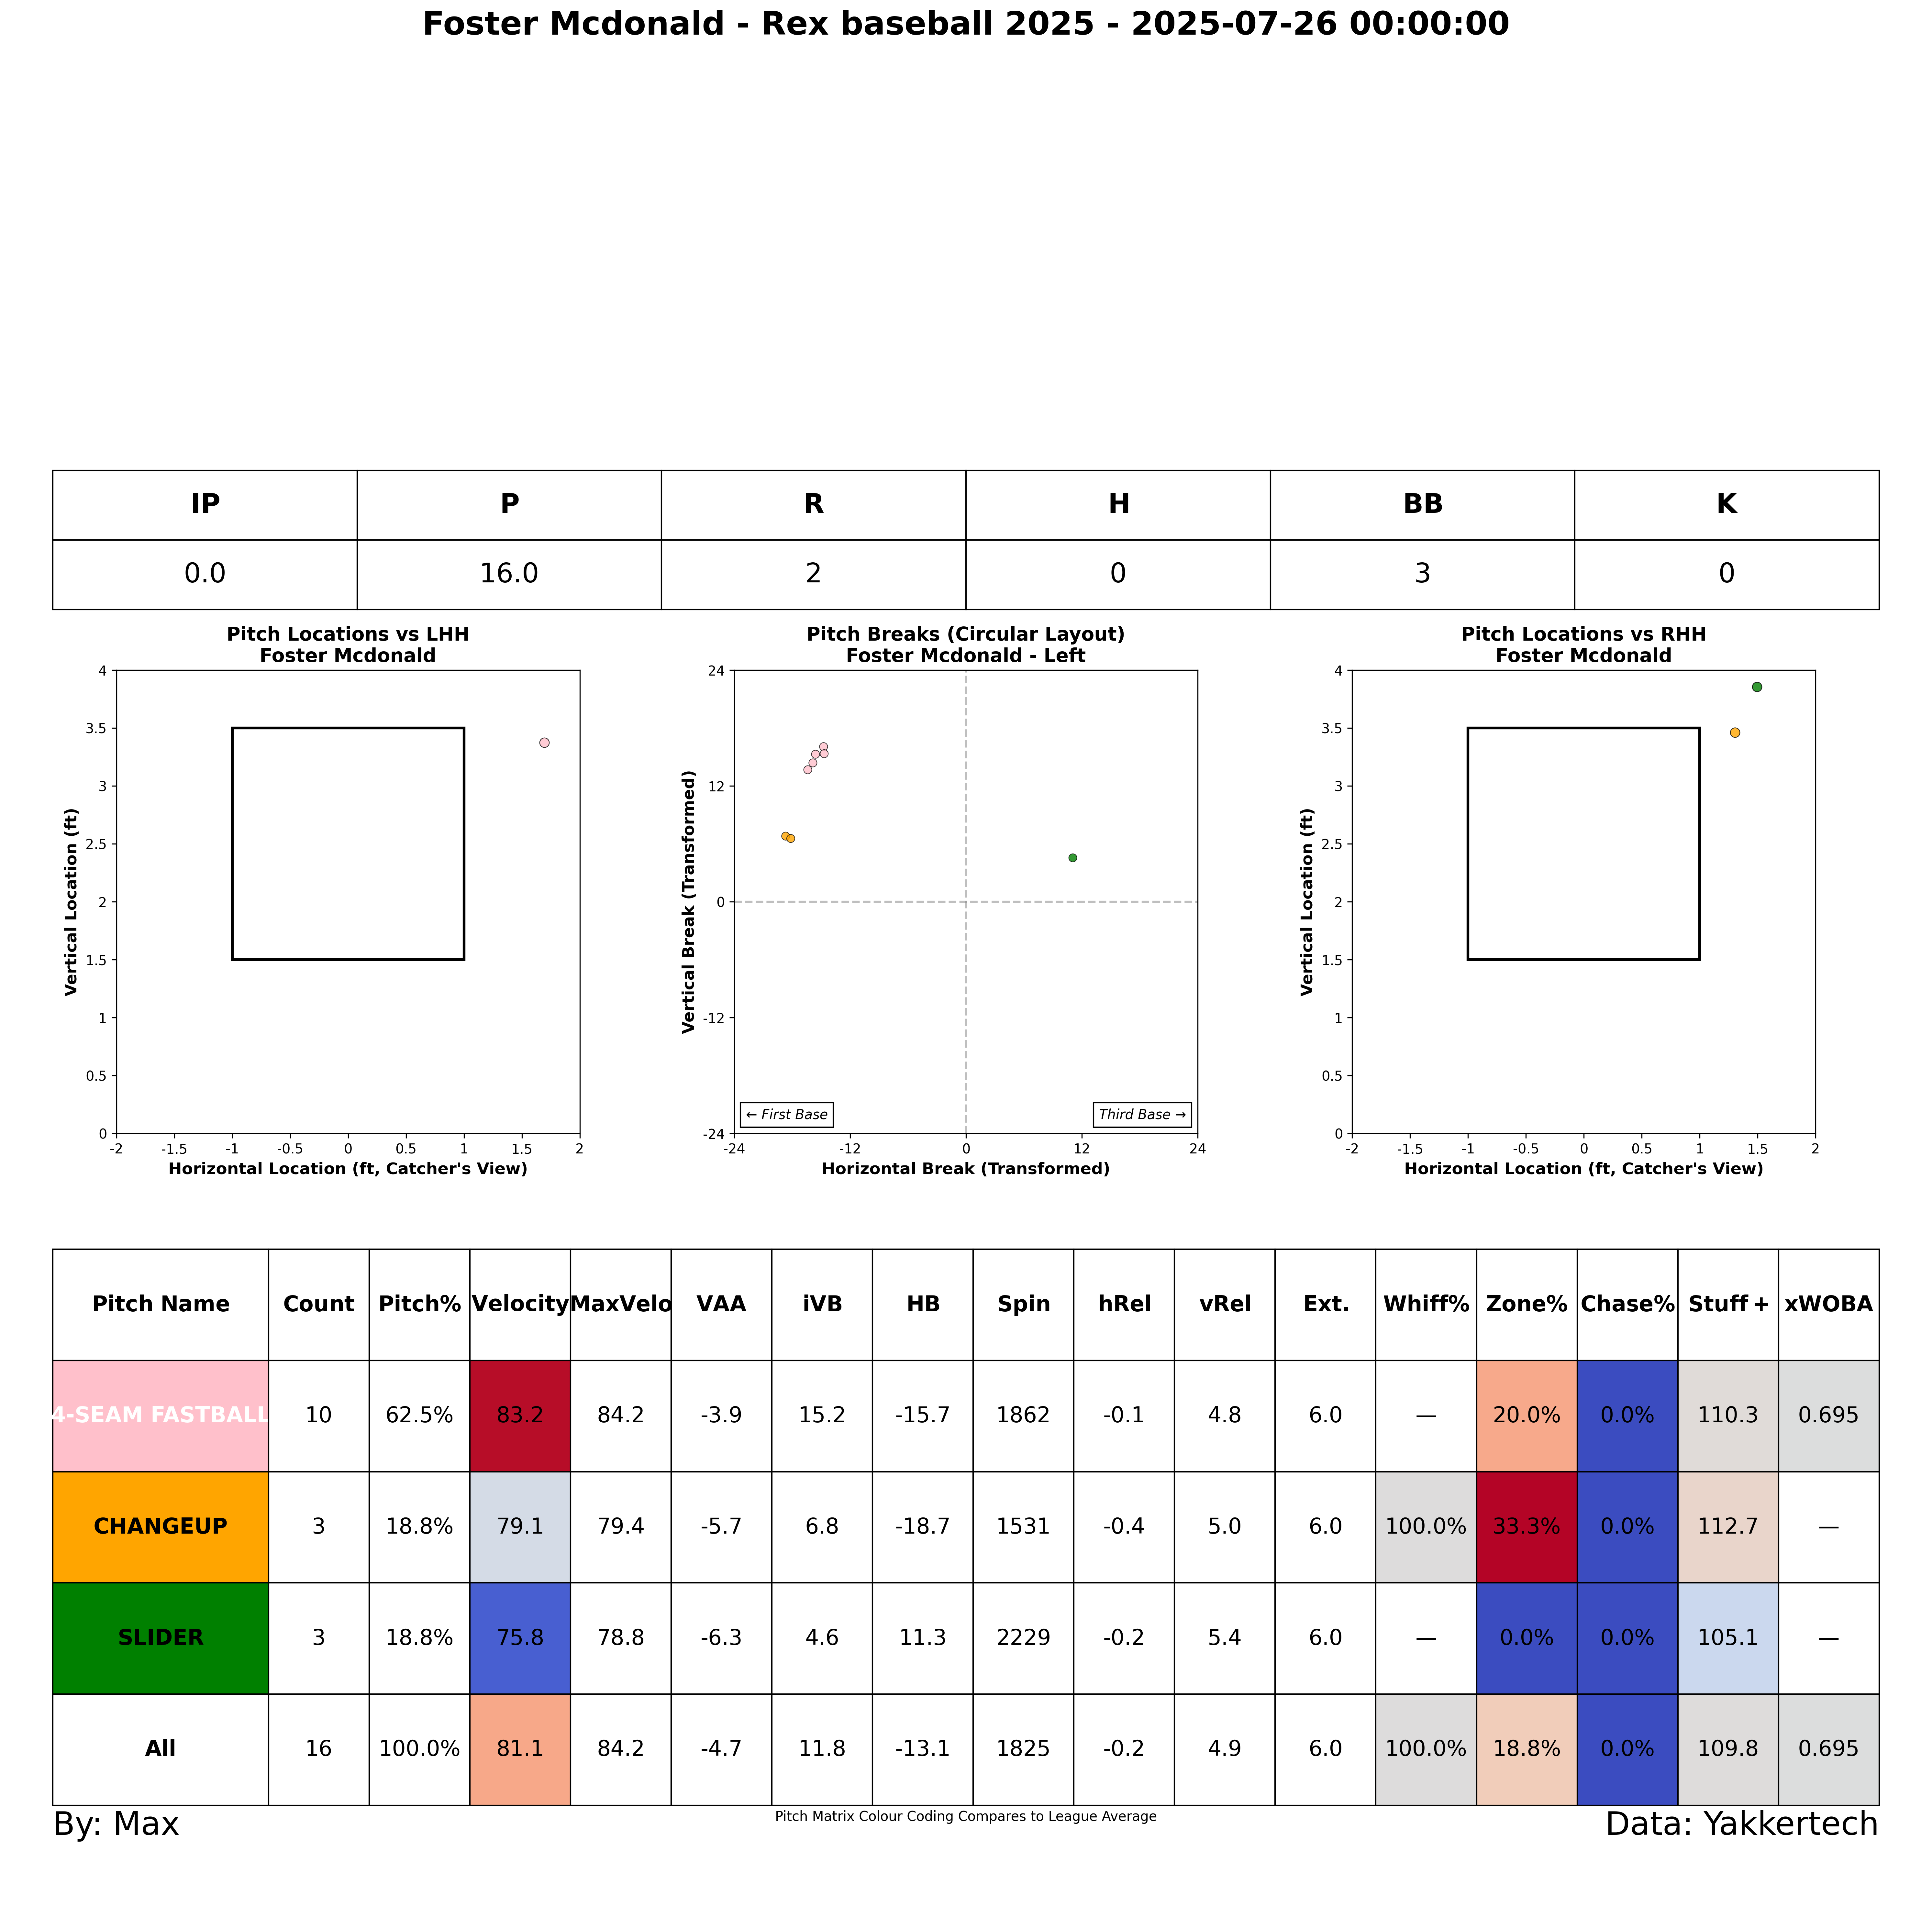 Foster Mcdonald - Rex baseball 2025 - 2025-07-26 00:00:00
IP P R H BB K
0.0 16.0 2 0 3 0
Pitch Locations vs LHH
Foster Mcdonald
4
3.5
3
2.5
2
1.5
1
0.5
0
-2 -1.5 -1 -0.5 0 0.5 1 1.5 2
Vertical Location (ft)
Horizontal Location (ft, Catcher's View)
Pitch Breaks (Circular Layout)
Foster Mcdonald - Left
24
12
0
-12
-24
-24 -12 0 12 24
← First Base
Third Base →
Vertical Break (Transformed)
Horizontal Break (Transformed)
Pitch Locations vs RHH
Foster Mcdonald
4
3.5
3
2.5
2
1.5
1
0.5
0
-2 -1.5 -1 -0.5 0 0.5 1 1.5 2
Vertical Location (ft)
Horizontal Location (ft, Catcher's View)
Pitch Name Count Pitch% Velocity MaxVelo VAA iVB HB Spin hRel vRel Ext. Whiff% Zone% Chase% Stuff+ xWOBA
4-SEAM FASTBALL 10 62.5% 83.2 84.2 -3.9 15.2 -15.7 1862 -0.1 4.8 6.0 — 20.0% 0.0% 110.3 0.695
CHANGEUP 3 18.8% 79.1 79.4 -5.7 6.8 -18.7 1531 -0.4 5.0 6.0 100.0% 33.3% 0.0% 112.7 —
SLIDER 3 18.8% 75.8 78.8 -6.3 4.6 11.3 2229 -0.2 5.4 6.0 — 0.0% 0.0% 105.1 —
All 16 100.0% 81.1 84.2 -4.7 11.8 -13.1 1825 -0.2 4.9 6.0 100.0% 18.8% 0.0% 109.8 0.695
By: Max
Pitch Matrix Colour Coding Compares to League Average
Data: Yakkertech